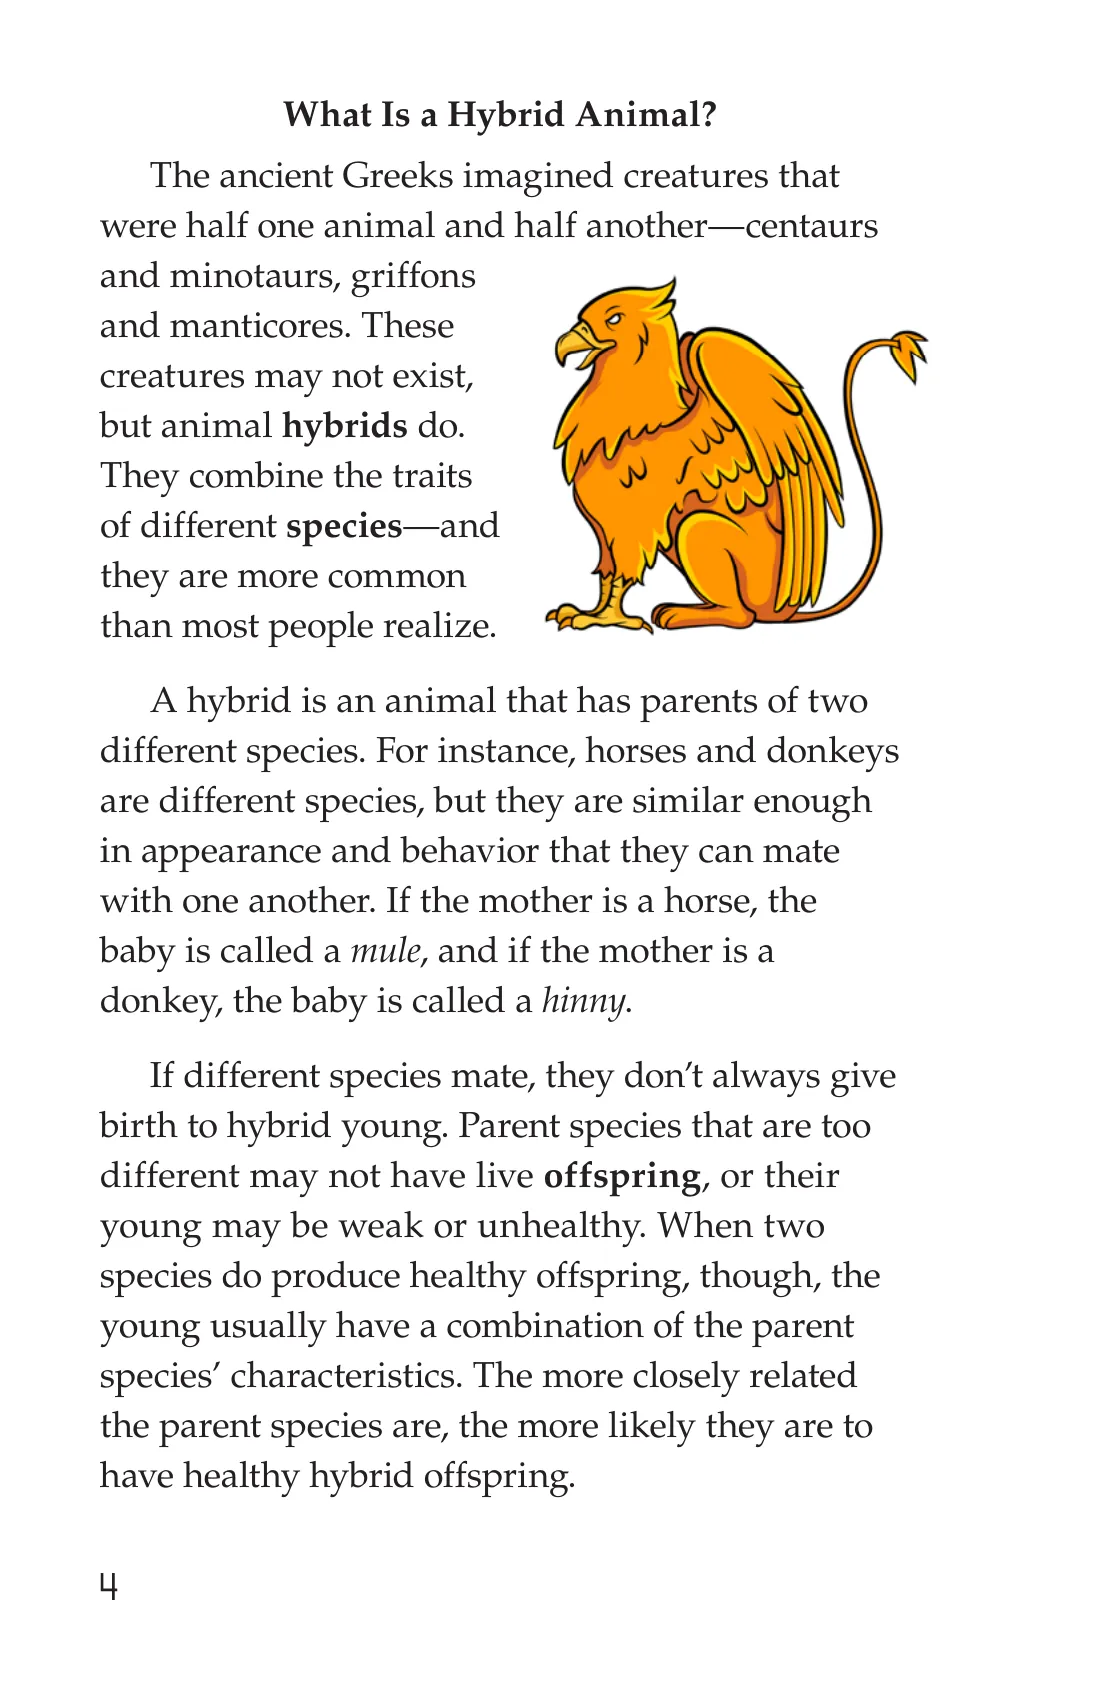 What Is a Hybrid Animal?
The ancient Greeks imagined creatures that
were half one animal and half another—centaurs
and minotaurs, griffons
and manticores. These
creatures may not exist,
but animal hybrids do.
They combine the traits
of different species—and
they are more common
than most people realize.
A hybrid is an animal that has parents of two
different species. For instance, horses and donkeys
are different species, but they are similar enough
in appearance and behavior that they can mate
with one another. If the mother is a horse, the
baby is called a mule, and if the mother is a
donkey, the baby is called a hinny.
If different species mate, they don’t always give
birth to hybrid young. Parent species that are too
different may not have live offspring, or their
young may be weak or unhealthy. When two
species do produce healthy offspring, though, the
young usually have a combination of the parent
species’ characteristics. The more closely related
the parent species are, the more likely they are to
have healthy hybrid offspring.
4